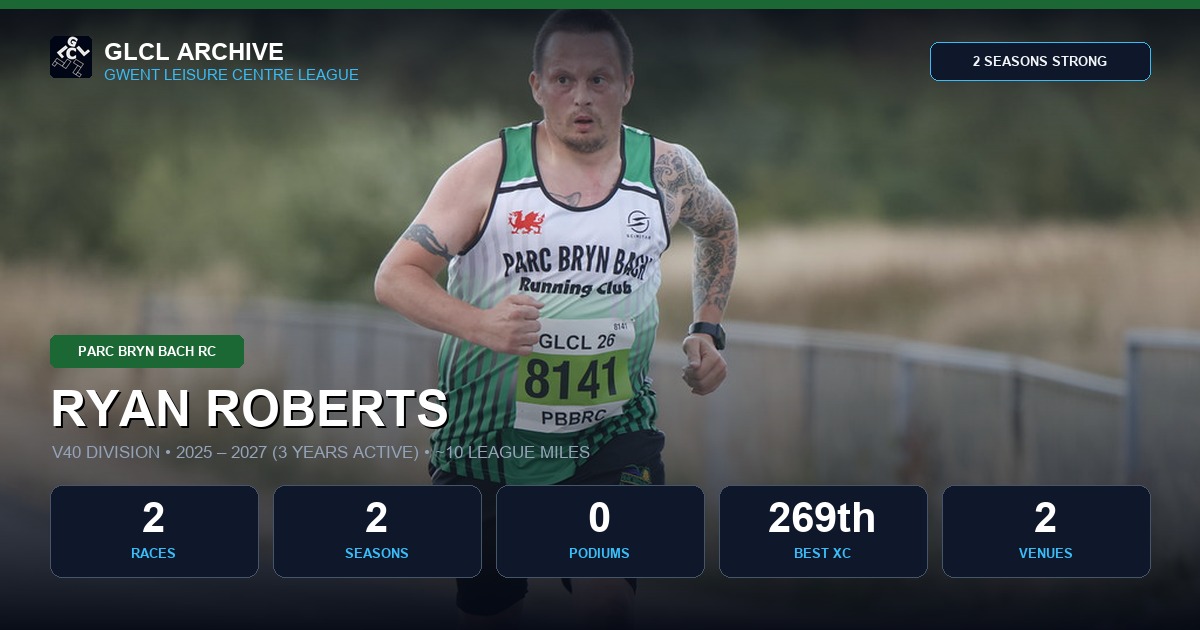 GLCL ARCHIVE
GWENT LEISURE CENTRE LEAGUE
2 SEASONS STRONG
SCIMITAR
PARC BRYN BACH
Running Club
8141
GLCL 26
8141
PBBRC
PARC BRYN BACH RC
RYAN ROBERTS
V40 DIVISION • 2025 – 2027 (3 YEARS ACTIVE) • ~10 LEAGUE MILES
2
RACES
2
SEASONS
0
PODIUMS
269th
BEST XC
2
VENUES